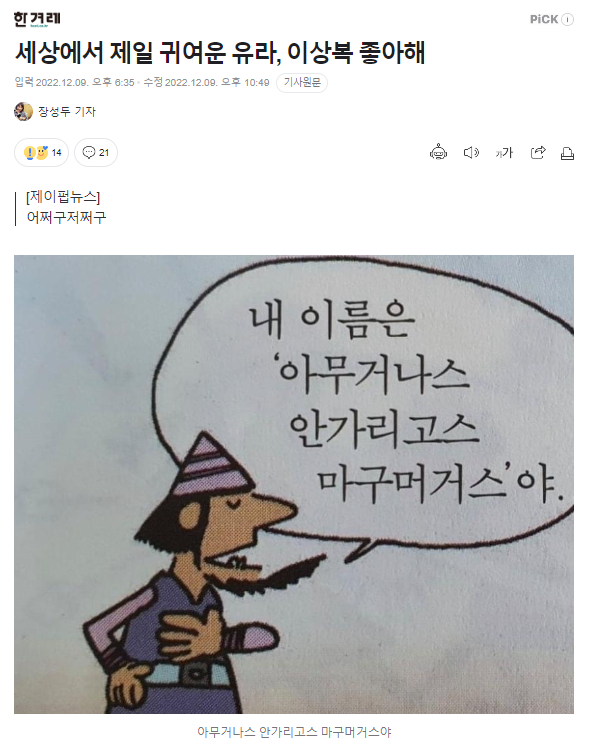 한겨레
PiCK
세상에서 제일 귀여운 유라, 이상복 좋아해
입력 2022.12.09. 오후 6:35 · 수정 2022.12.09. 오후 10:49 기사원문
장성두 기자
14 21 가가
[제이펍뉴스]
어쩌구저쩌구
내 이름은
‘아무거나스
안가리고스
마구머거스’야.
아무거나스 안가리고스 마구머거스야